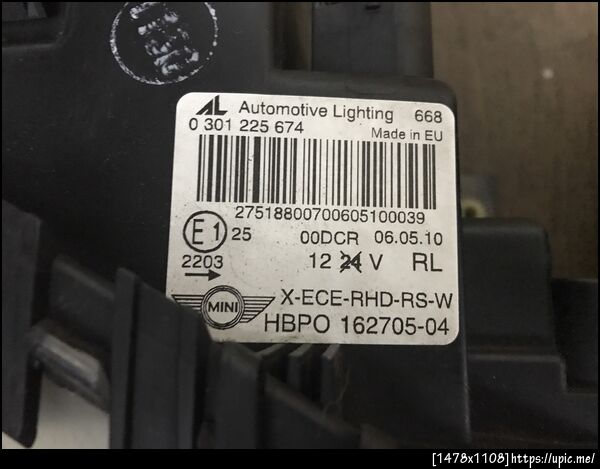 AL Automotive Lighting 668
0 301 225 674 Made in EU
27518800700605100039
E1 25 00DCR 06.05.10
2203 12 24 V RL
MINI X-ECE-RHD-RS-W
HBPO 162705-04
[1478x1108]https://upic.me/